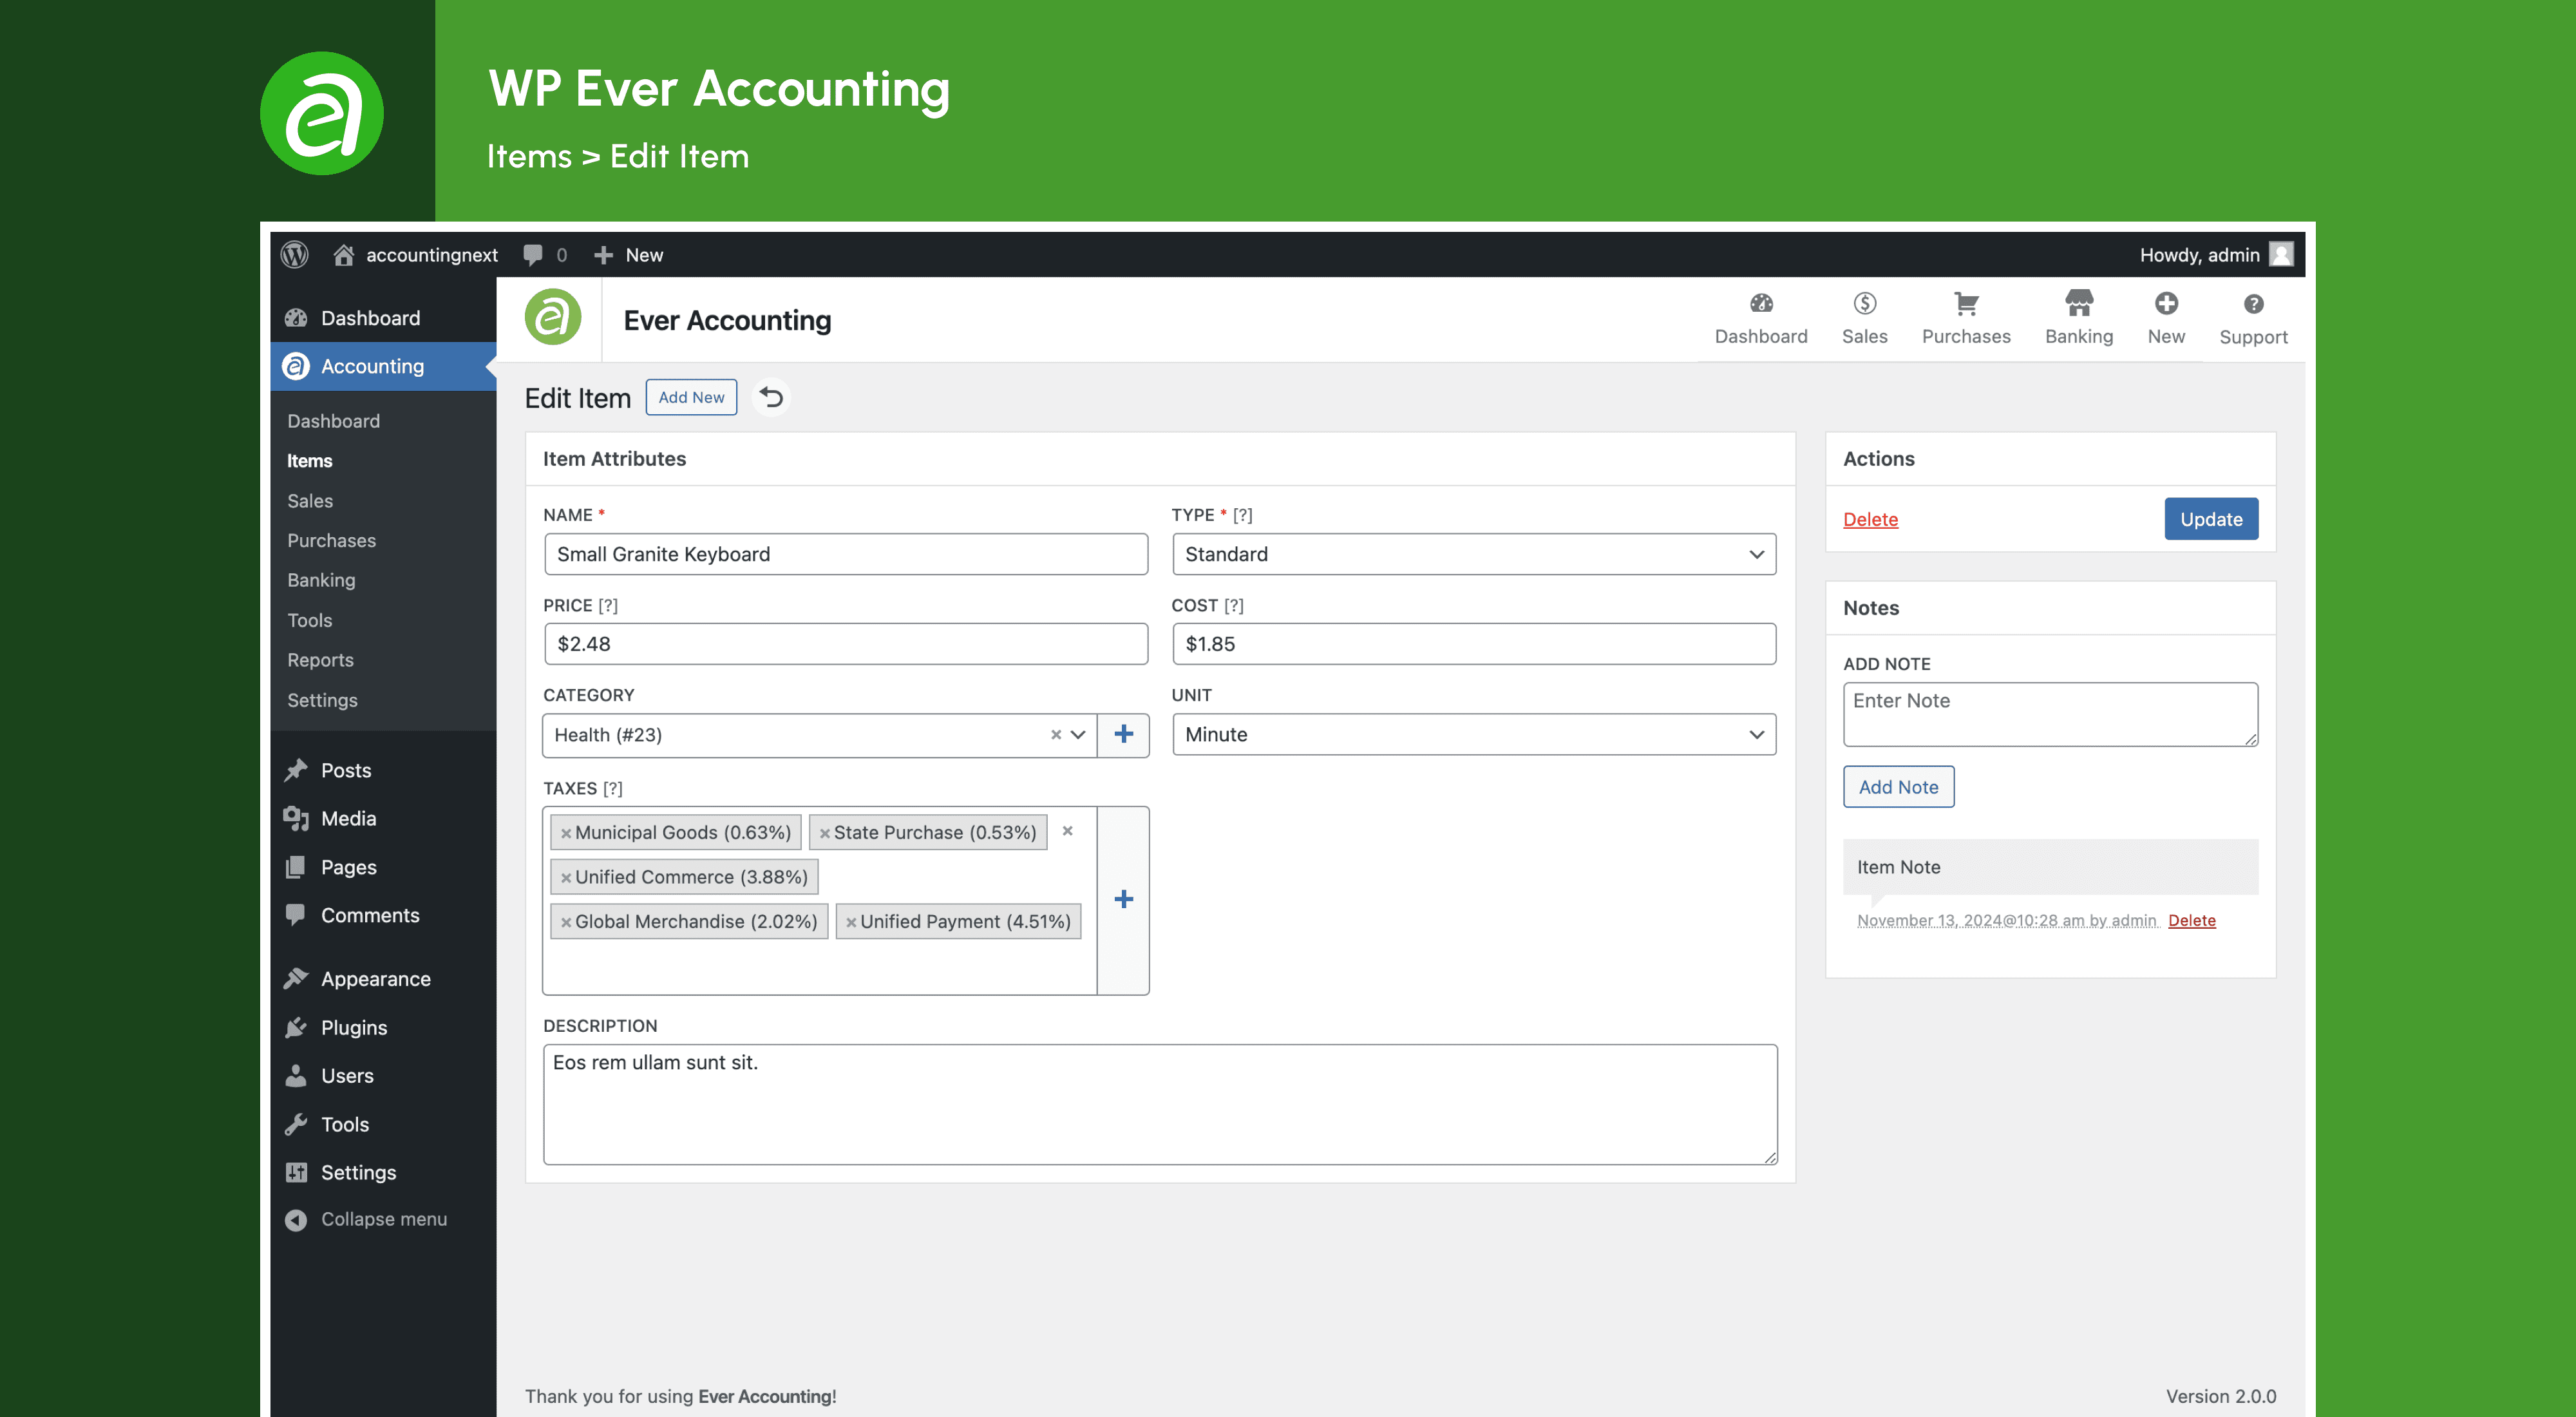 WP Ever Accounting
Items > Edit Item
accountingnext 0 New Howdy, admin
Dashboard
Accounting
Dashboard
Items
Sales
Purchases
Banking
Tools
Reports
Settings
Posts
Media
Pages
Comments
Appearance
Plugins
Users
Tools
Settings
Collapse menu
Ever Accounting
Dashboard Sales Purchases Banking New Support
Edit Item Add New
Item Attributes
NAME * TYPE * [?]
Small Granite Keyboard Standard
PRICE [?] COST [?]
$2.48 $1.85
CATEGORY UNIT
Health (#23) × Minute
TAXES [?]
×Municipal Goods (0.63%) ×State Purchase (0.53%) ×
×Unified Commerce (3.88%)
×Global Merchandise (2.02%) ×Unified Payment (4.51%)
DESCRIPTION
Eos rem ullam sunt sit.
Actions
Delete Update
Notes
ADD NOTE
Enter Note
Add Note
Item Note
November 13, 2024@10:28 am by admin Delete
Thank you for using Ever Accounting! Version 2.0.0